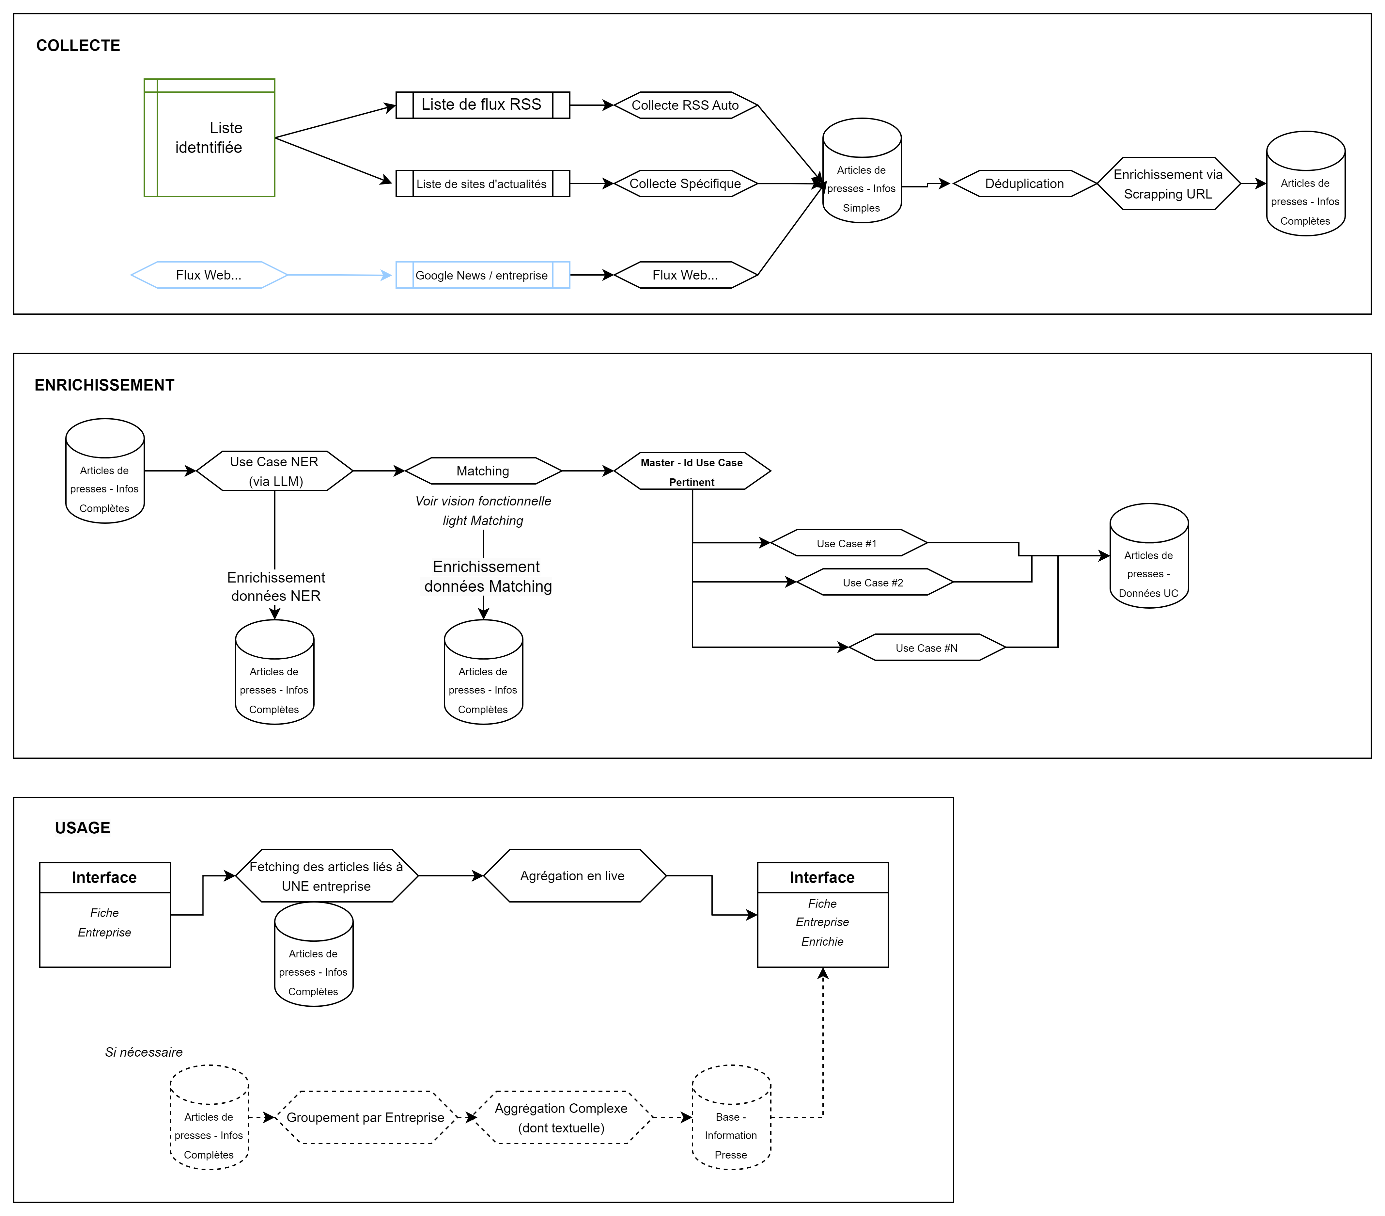 COLLECTE
Liste
idetntifiée
Liste de flux RSS
Collecte RSS Auto
Liste de sites d'actualités
Collecte Spécifique
Flux Web...
Google News / entreprise
Flux Web...
Articles de
presses - Infos
Simples
Déduplication
Enrichissement via
Scrapping URL
Articles de
presses - Infos
Complètes
ENRICHISSEMENT
Articles de
presses - Infos
Complètes
Use Case NER
(via LLM)
Matching
Master - Id Use Case
Pertinent
Voir vision fonctionnelle
light Matching
Enrichissement
données NER
Enrichissement
données Matching
Articles de
presses - Infos
Complètes
Articles de
presses - Infos
Complètes
Use Case #1
Use Case #2
Use Case #N
Articles de
presses -
Données UC
USAGE
Interface
Fiche
Entreprise
Fetching des articles liés à
UNE entreprise
Articles de
presses - Infos
Complètes
Agrégation en live
Interface
Fiche
Entreprise
Enrichie
Si nécessaire
Articles de
presses - Infos
Complètes
Groupement par Entreprise
Aggrégation Complexe
(dont textuelle)
Base -
Information
Presse